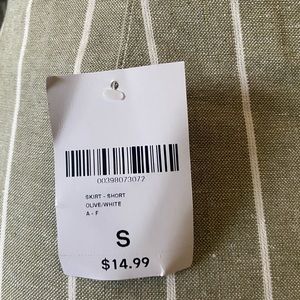 00398073072
SKIRT - SHORT
OLIVE/WHITE
A - F
S
$14.99